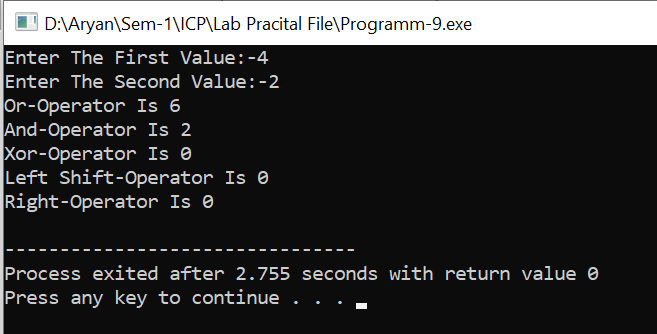 D:\Aryan\Sem-1\ICP\Lab Pracital File\Programm-9.exe
Enter The First Value:-4
Enter The Second Value:-2
Or-Operator Is 6
And-Operator Is 2
Xor-Operator Is 0
Left Shift-Operator Is 0
Right-Operator Is 0
--------------------------------
Process exited after 2.755 seconds with return value 0
Press any key to continue . . .